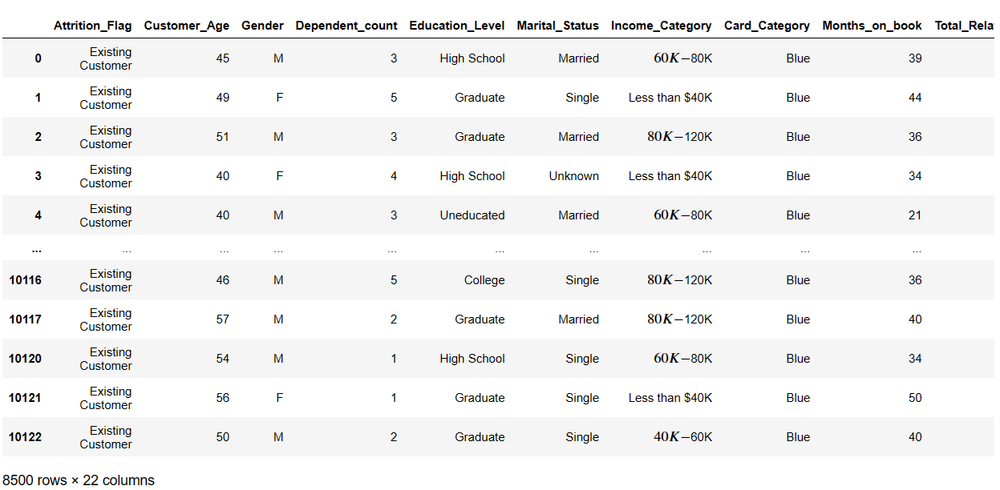 Attrition_Flag Customer_Age Gender Dependent_count Education_Level Marital_Status Income_Category Card_Category Months_on_book Total_Rela
0 Existing Customer 45 M 3 High School Married 60K−80K Blue 39
1 Existing Customer 49 F 5 Graduate Single Less than $40K Blue 44
2 Existing Customer 51 M 3 Graduate Married 80K−120K Blue 36
3 Existing Customer 40 F 4 High School Unknown Less than $40K Blue 34
4 Existing Customer 40 M 3 Uneducated Married 60K−80K Blue 21
... ... ... ... ... ... ... ... ... ...
10116 Existing Customer 46 M 5 College Single 80K−120K Blue 36
10117 Existing Customer 57 M 2 Graduate Married 80K−120K Blue 40
10120 Existing Customer 54 M 1 High School Single 60K−80K Blue 34
10121 Existing Customer 56 F 1 Graduate Single Less than $40K Blue 50
10122 Existing Customer 50 M 2 Graduate Single 40K−60K Blue 40
8500 rows × 22 columns